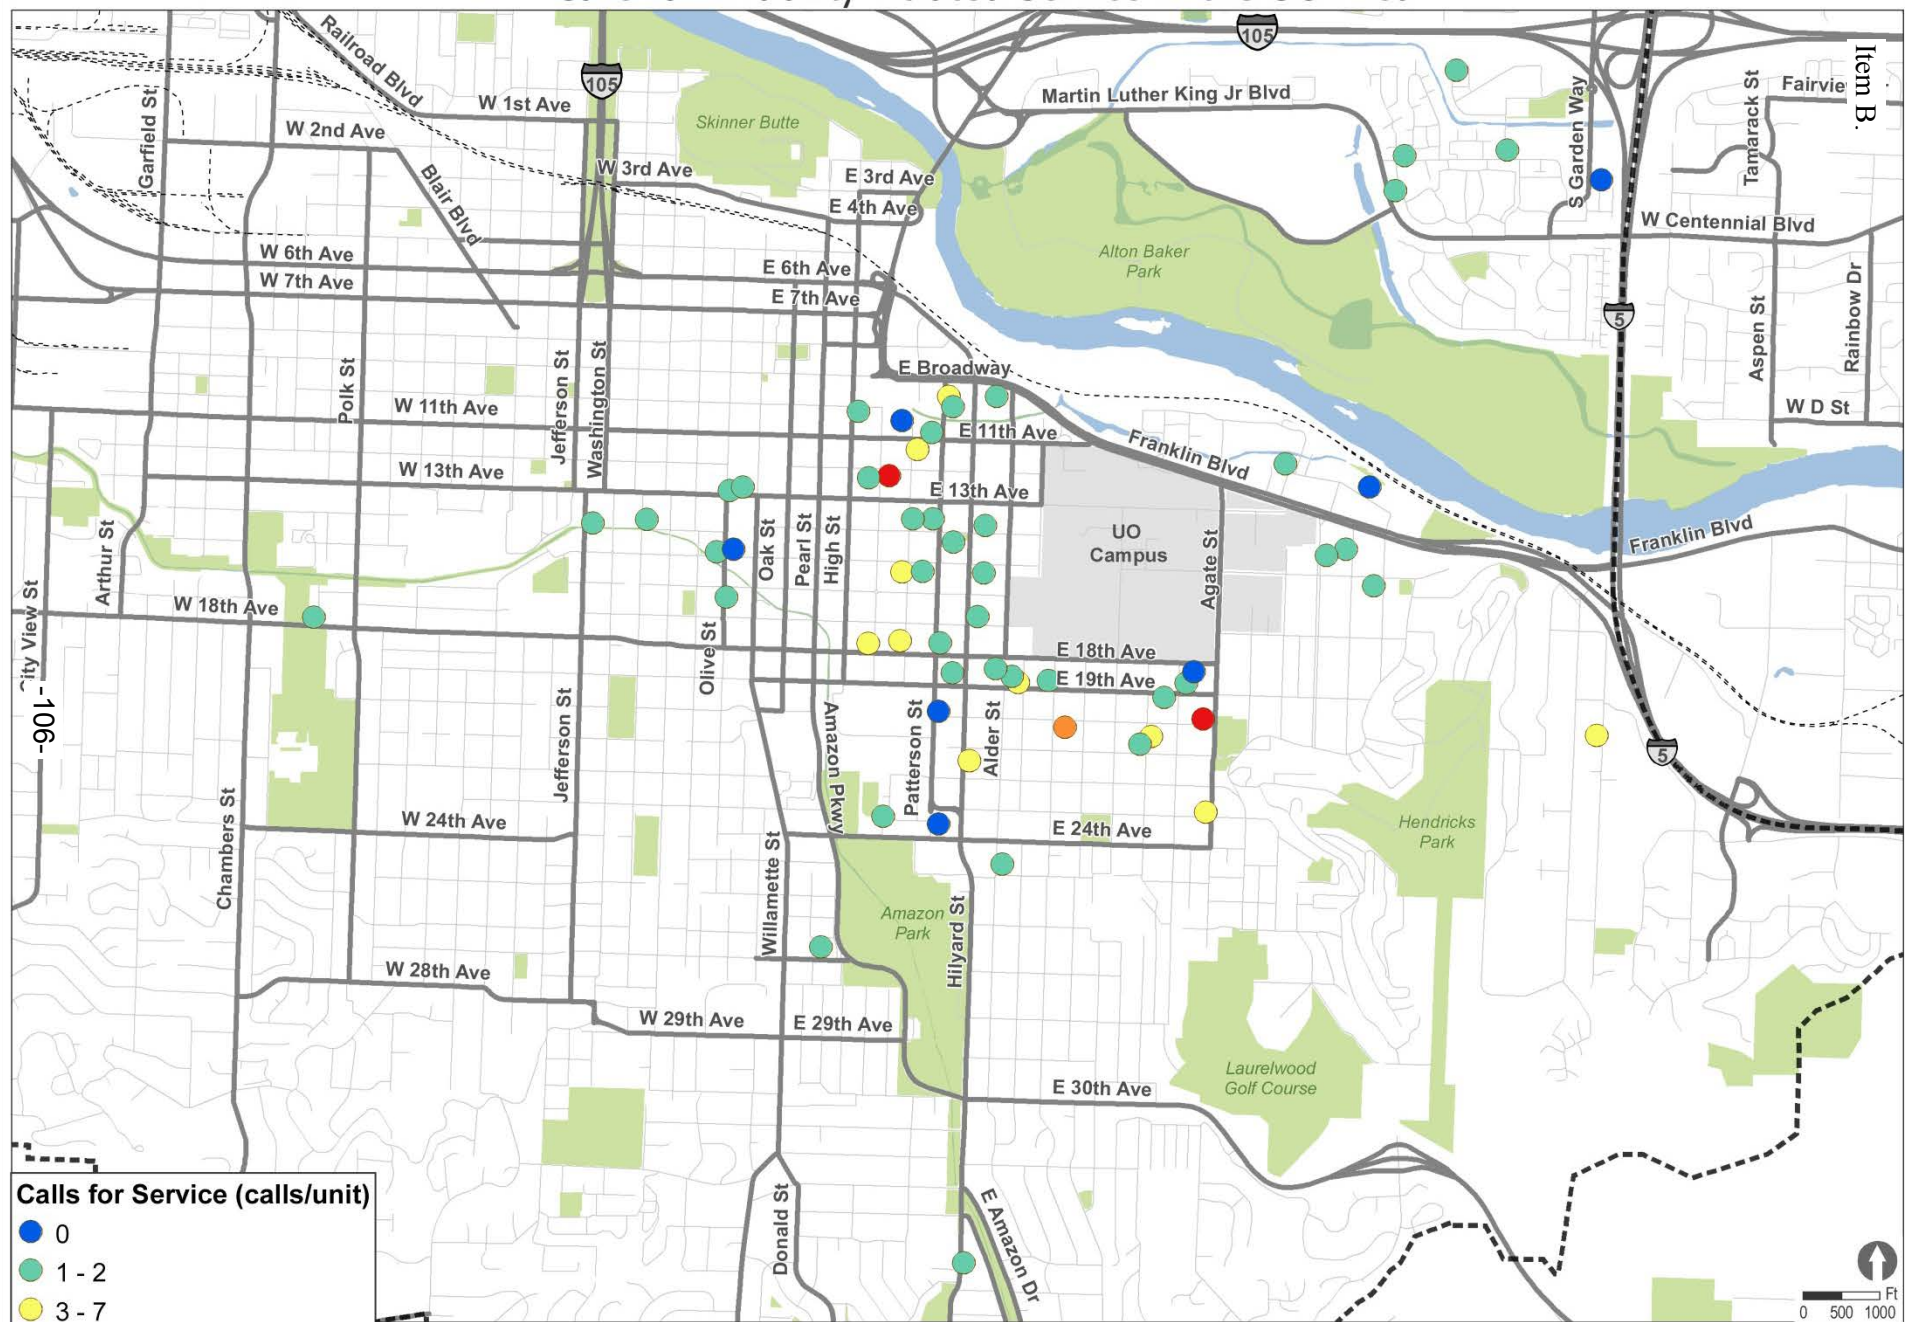 105
105
Item B.
Railroad Blvd
W 1st Ave
W 2nd Ave
Garfield St
Skinner Butte
Martin Luther King Jr Blvd
S Garden Way
Tamarack St
W 3rd Ave
E 3rd Ave
E 4th Ave
Blair Blvd
W Centennial Blvd
Alton Baker
Park
W 6th Ave
E 6th Ave
W 7th Ave
E 7th Ave
5
Aspen St
Rainbow Dr
Polk St
Jefferson St
Washington St
E Broadway
W 11th Ave
E 11th Ave
W D St
Franklin Blvd
W 13th Ave
E 13th Ave
Arthur St
Oak St
Pearl St
High St
UO
Campus
Agate St
Franklin Blvd
City View St
W 18th Ave
Olive St
E 18th Ave
E 19th Ave
-106-
Jefferson St
Amazon Pkwy
Patterson St
Alder St
5
Chambers St
W 24th Ave
Willamette St
E 24th Ave
Hendricks
Park
Amazon
Park
Hilyard St
W 28th Ave
W 29th Ave
E 29th Ave
Laurelwood
Golf Course
E 30th Ave
Donald St
E Amazon Dr
Calls for Service (calls/unit)
0
1 - 2
3 - 7
Ft
0 500 1000